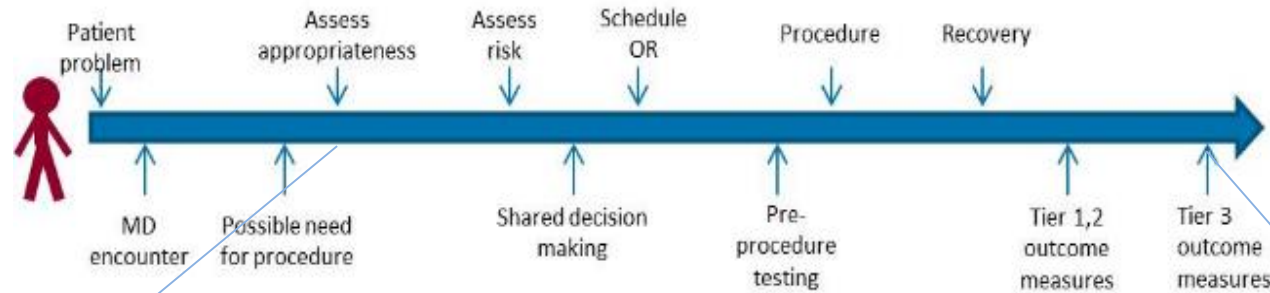 Patient
problem
Assess
appropriateness
Assess
risk
Schedule
OR
Procedure
Recovery
MD
encounter
Possible need
for procedure
Shared decision
making
Pre-
procedure
testing
Tier 1,2
outcome
measures
Tier 3
outcome
measures